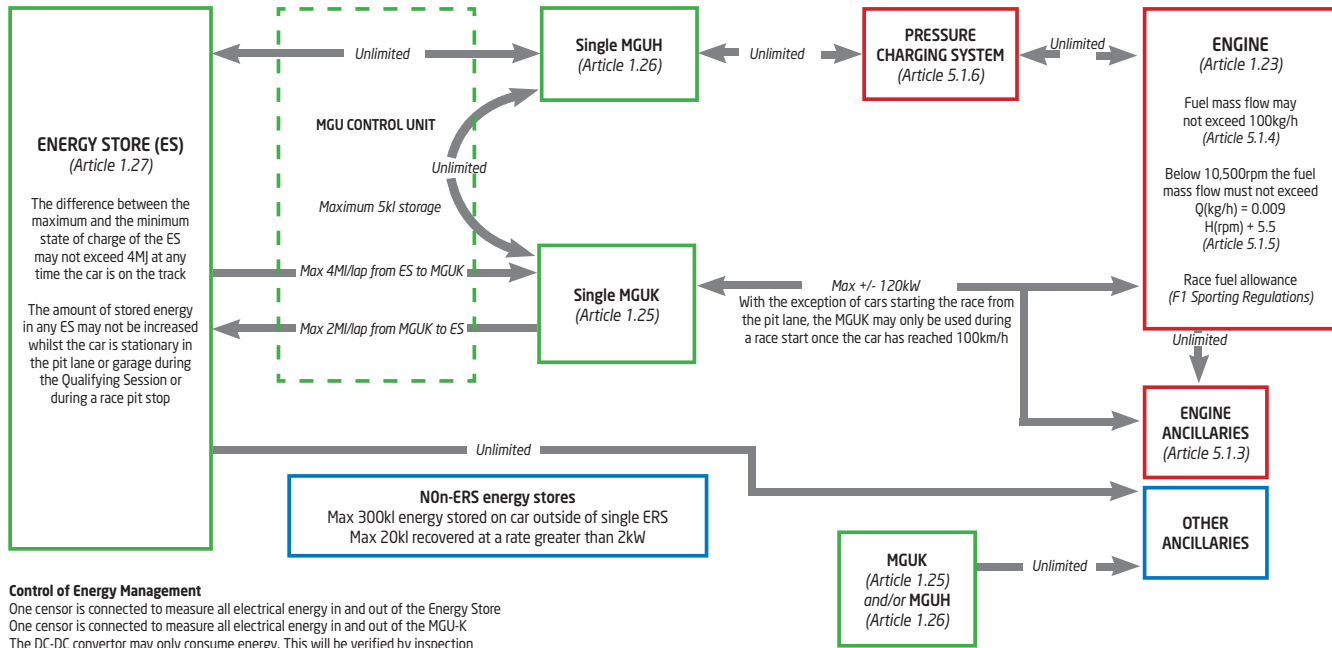 ENERGY STORE (ES)
(Article 1.27)
The difference between the
maximum and the minimum
state of charge of the ES
may not exceed 4MJ at any
time the car is on the track
The amount of stored energy
in any ES may not be increased
whilst the car is stationary in
the pit lane or garage during
the Qualifying Session or
during a race pit stop
Unlimited
MGU CONTROL UNIT
Unlimited
Maximum 5kl storage
Max 4Ml/lap from ES to MGUK
Max 2Ml/lap from MGUK to ES
Single MGUH
(Article 1.26)
Unlimited
PRESSURE
CHARGING SYSTEM
(Article 5.1.6)
Unlimited
ENGINE
(Article 1.23)
Fuel mass flow may
not exceed 100kg/h
(Article 5.1.4)
Below 10,500rpm the fuel
mass flow must not exceed
Q(kg/h) = 0.009
H(rpm) + 5.5
(Article 5.1.5)
Race fuel allowance
(F1 Sporting Regulations)
Single MGUK
(Article 1.25)
Max +/- 120kW
With the exception of cars starting the race from
the pit lane, the MGUK may only be used during
a race start once the car has reached 100km/h
Unlimited
ENGINE
ANCILLARIES
(Article 5.1.3)
Unlimited
N0n-ERS energy stores
Max 300kl energy stored on car outside of single ERS
Max 20kl recovered at a rate greater than 2kW
OTHER
ANCILLARIES
MGUK
(Article 1.25)
and/or MGUH
(Article 1.26)
Unlimited
Control of Energy Management
One censor is connected to measure all electrical energy in and out of the Energy Store
One censor is connected to measure all electrical energy in and out of the MGU-K
The DC-DC convertor may only consume energy. This will be verified by inspection